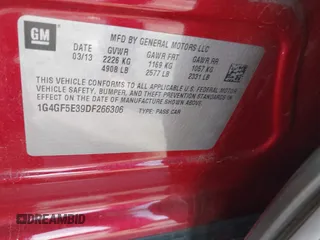 GM
MFD BY GENERAL MOTORS LLC
DATE GVWR GAWR FR GAWR RR
03/13 2226 KG 1169 KG 1057 KG
4908 LB 2577 LB 2331 LB
THIS VEHICLE CONFORMS TO ALL APPLICABLE U.S. FEDERAL MOTOR
VEHICLE SAFETY, BUMPER, AND THEFT PREVENTION STANDARDS
IN EFFECT ON THE DATE OF MANUFACTURE SHOWN ABOVE.
1G4GF5E39DF266306 TYPE: PASS CAR
DREAMBID